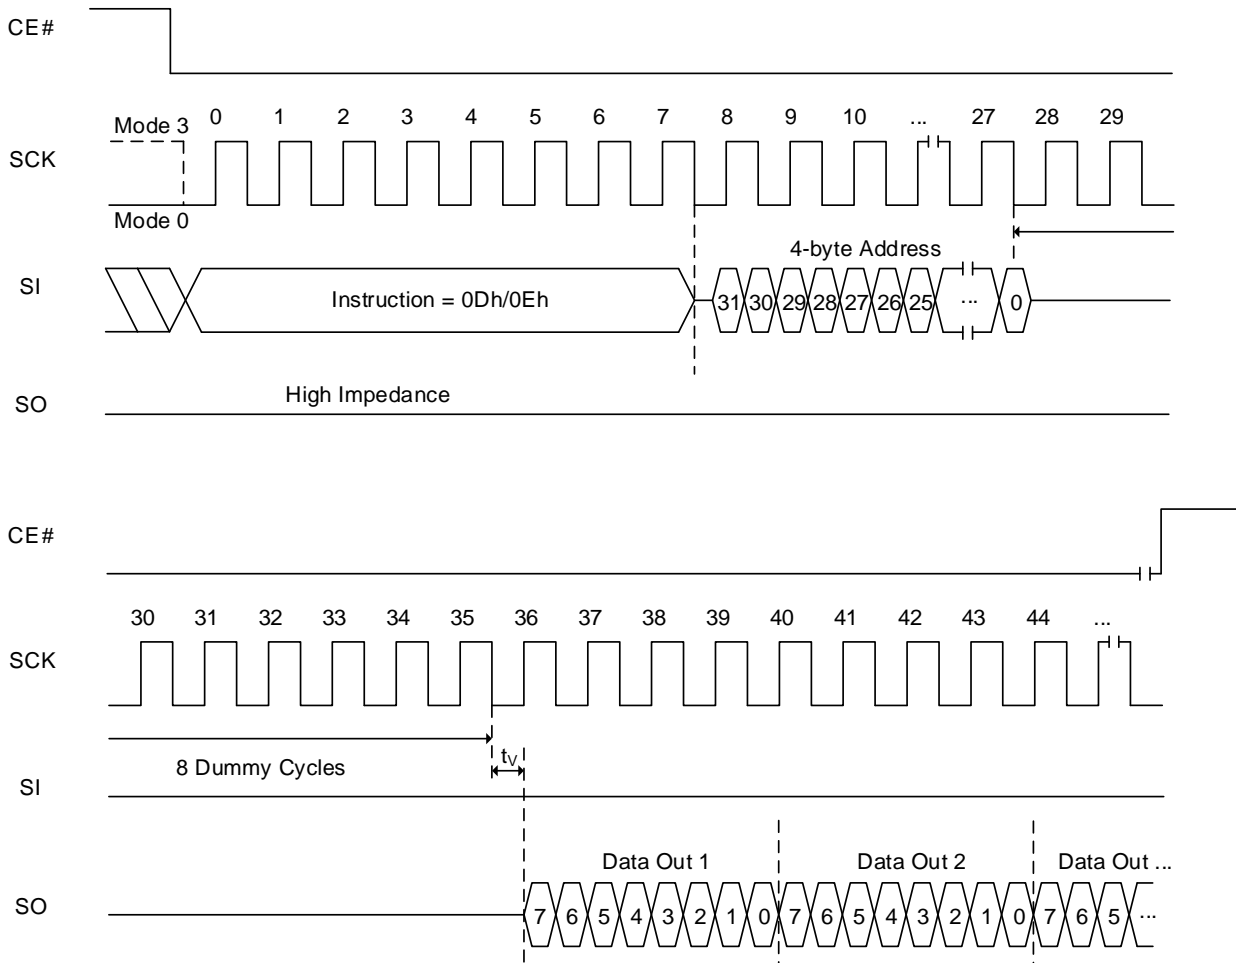 CE#
0 1 2 3 4 5 6 7 8 9 10 ... 27 28 29
Mode 3
SCK
Mode 0
4-byte Address
SI
Instruction = 0Dh/0Eh
31 30 29 28 27 26 25 ... 0
High Impedance
SO
CE#
30 31 32 33 34 35 36 37 38 39 40 41 42 43 44 ...
SCK
tV
8 Dummy Cycles
SI
Data Out 1 Data Out 2 Data Out ...
SO
7 6 5 4 3 2 1 0 7 6 5 4 3 2 1 0 7 6 5 ...